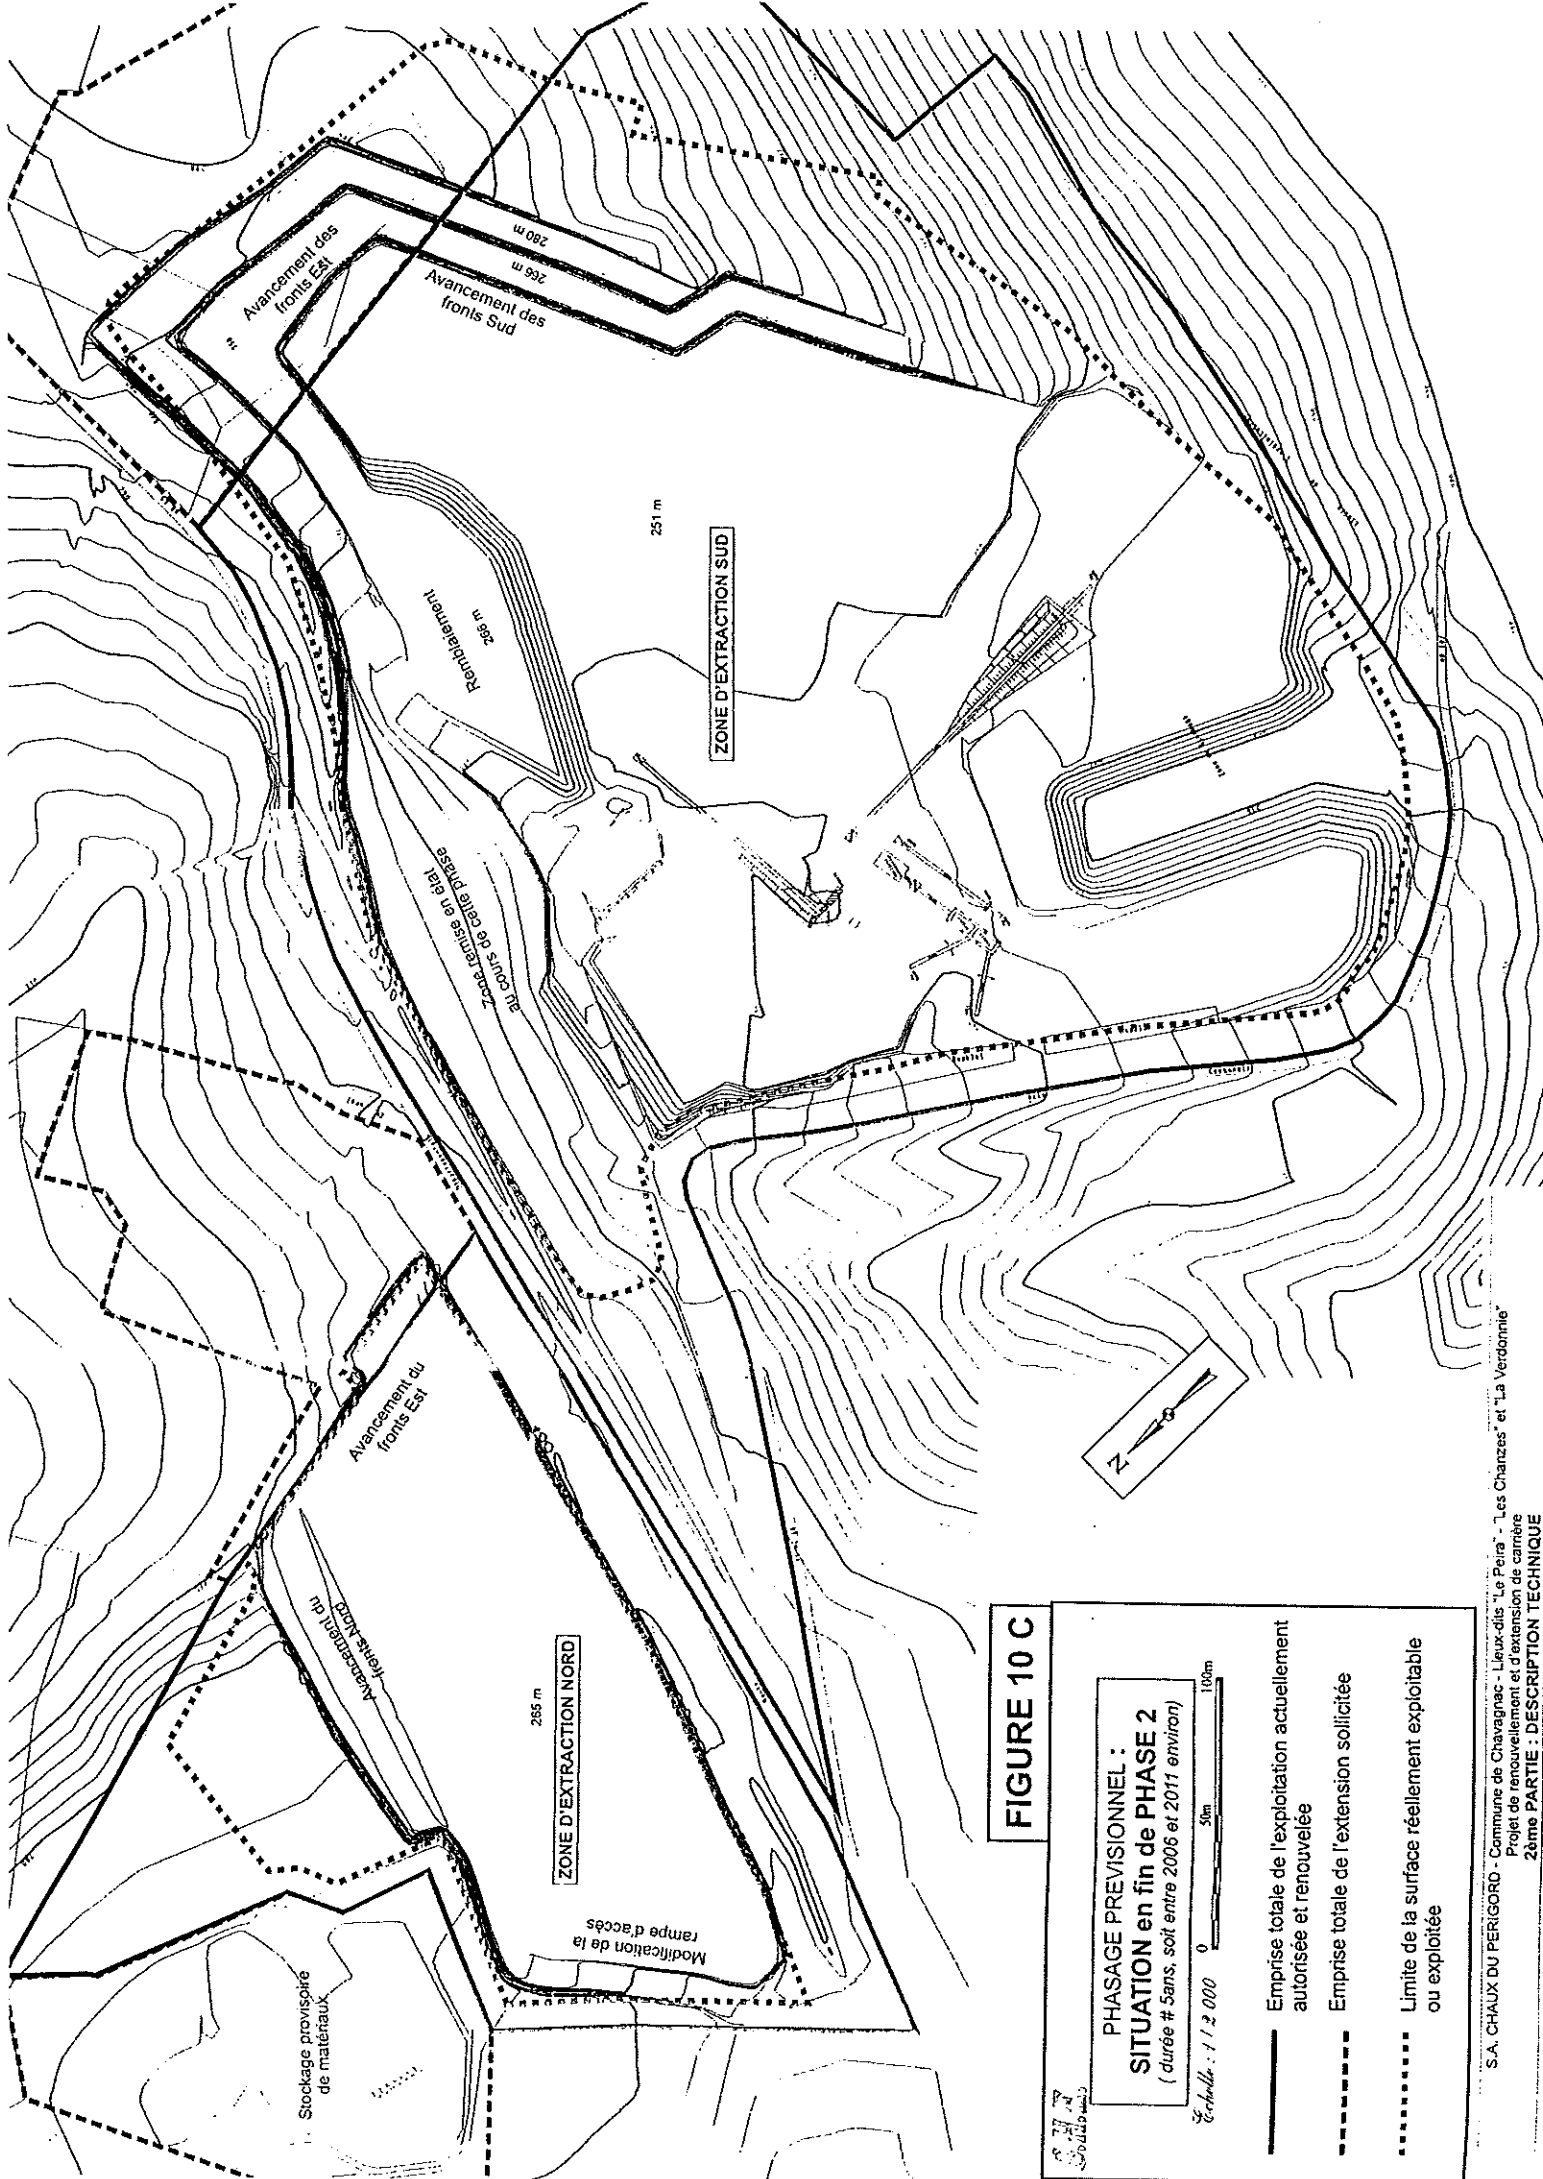 Avancement des
fronts Est
Avancement des
fronts Sud
280 m
266 m
251 m
Remblaiement
266 m
ZONE D'EXTRACTION SUD
Zone remise en état
au cours de cette phase
Avancement du
fronts Est
Avancement du
fronts Nord
265 m
ZONE D'EXTRACTION NORD
Modification de la
rampe d'accès
Stockage provisoire
de matériaux
N
FIGURE 10 C
PHASAGE PREVISIONNEL :
SITUATION en fin de PHASE 2
( durée # 5ans, soit entre 2006 et 2011 environ)
Echelle : 1 / 2 000
0 50m 100m
Emprise totale de l'exploitation actuellement
autorisée et renouvelée
Emprise totale de l'extension sollicitée
Limite de la surface réellement exploitable
ou exploitée
S.A. CHAUX DU PERIGORD - Commune de Chavagnac - Lieux-dits "Le Peira" - "Les Chanzes" et "La Verdonnie"
Projet de renouvellement et d'extension de carrière
2ème PARTIE : DESCRIPTION TECHNIQUE